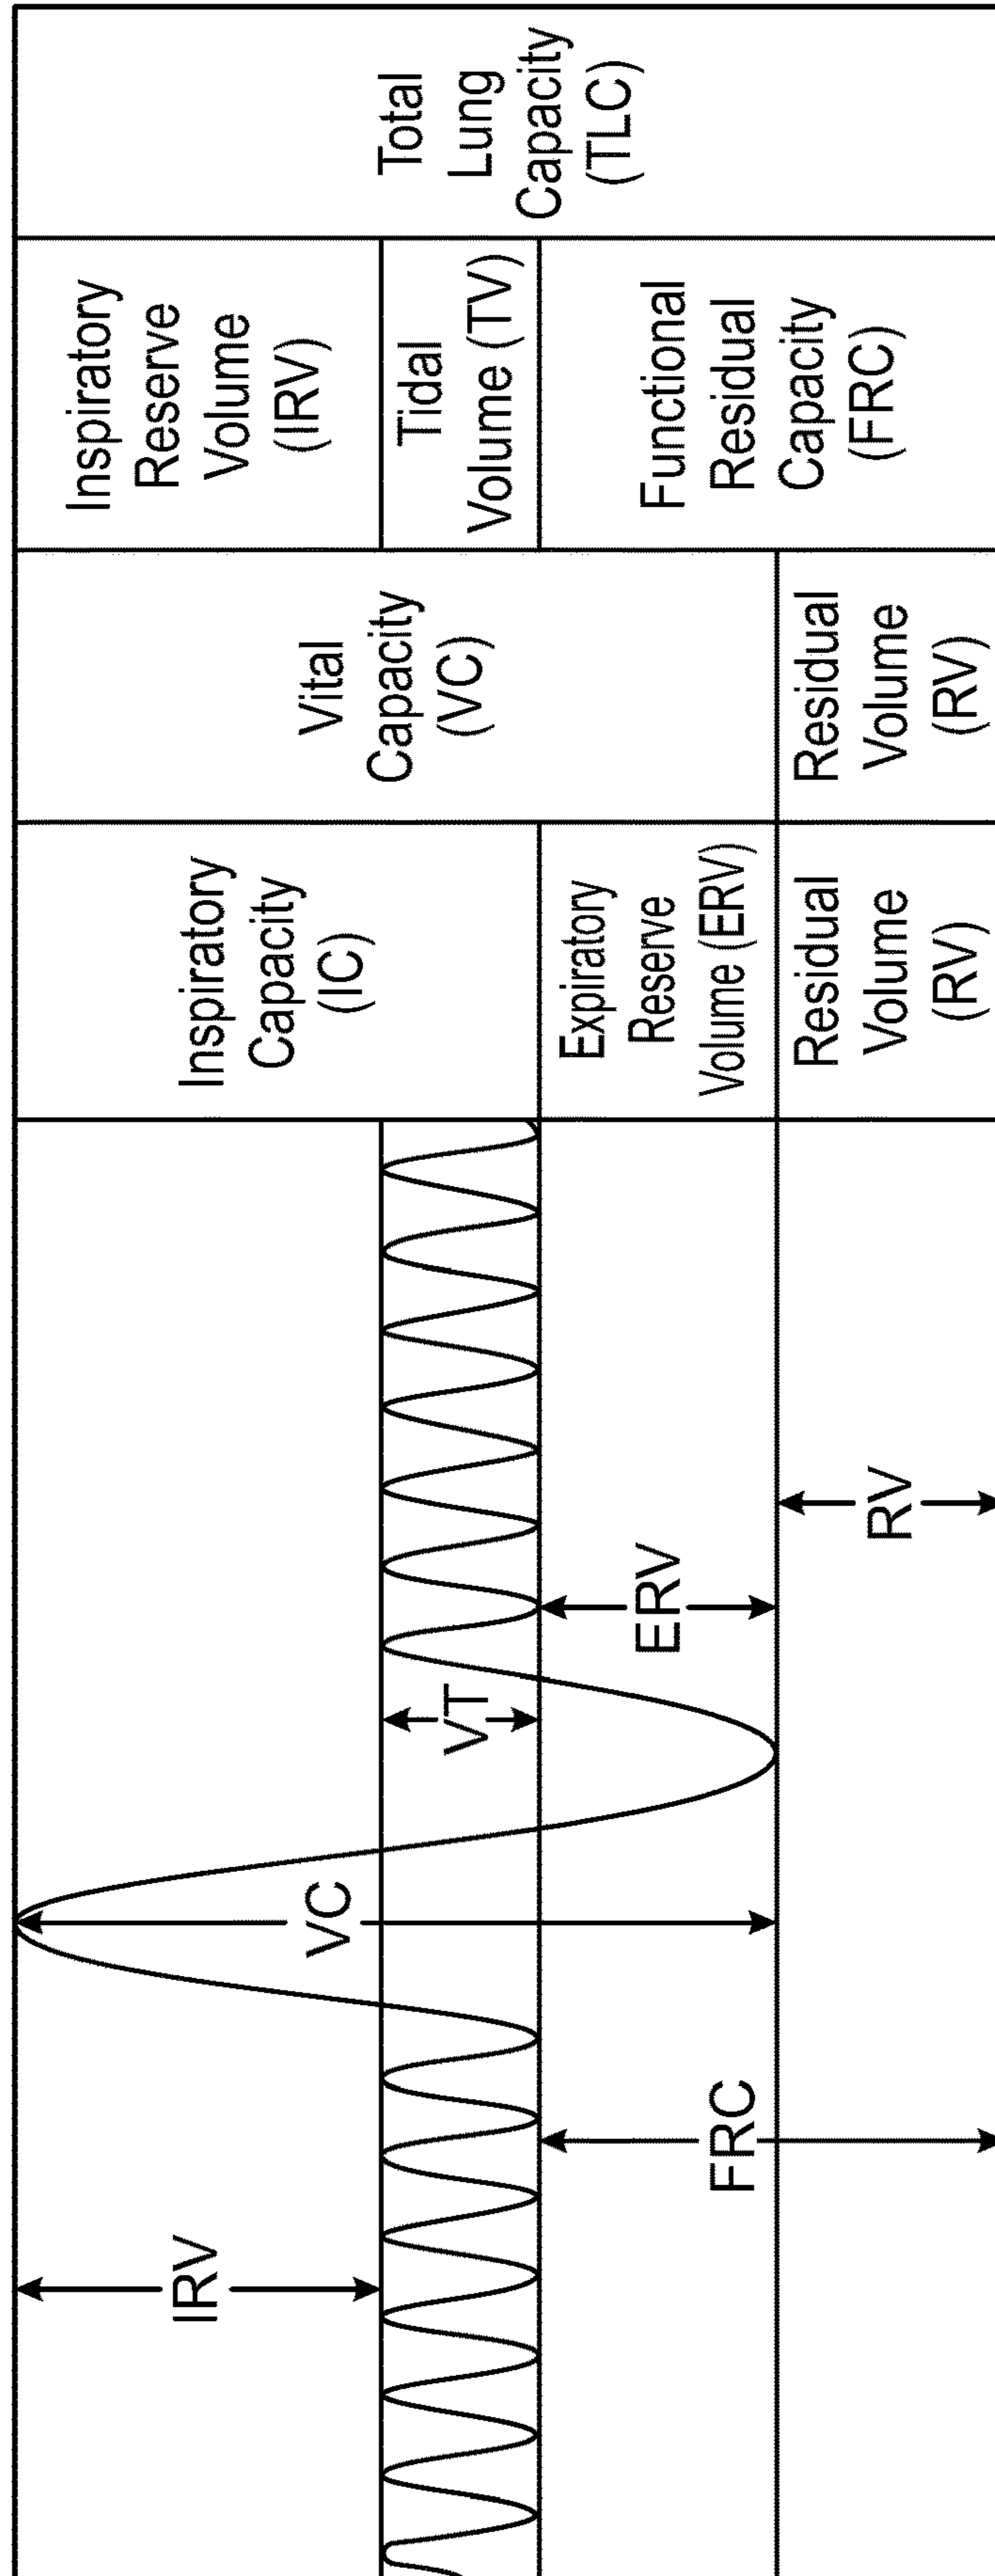 IRV
FRC
VC
VT
ERV
RV
Inspiratory
Capacity
(IC)
Expiratory
Reserve
Volume (ERV)
Residual
Volume
(RV)
Vital
Capacity
(VC)
Residual
Volume
(RV)
Inspiratory
Reserve
Volume
(IRV)
Tidal
Volume (TV)
Functional
Residual
Capacity
(FRC)
Total
Lung
Capacity
(TLC)